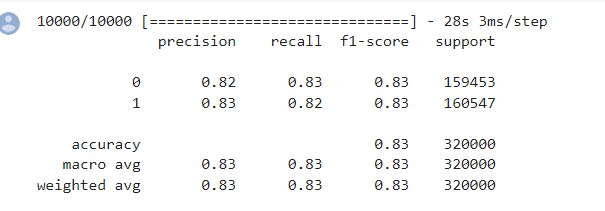 10000/10000 [==============================] - 28s 3ms/step
precision recall f1-score support
0 0.82 0.83 0.83 159453
1 0.83 0.82 0.83 160547
accuracy 0.83 320000
macro avg 0.83 0.83 0.83 320000
weighted avg 0.83 0.83 0.83 320000